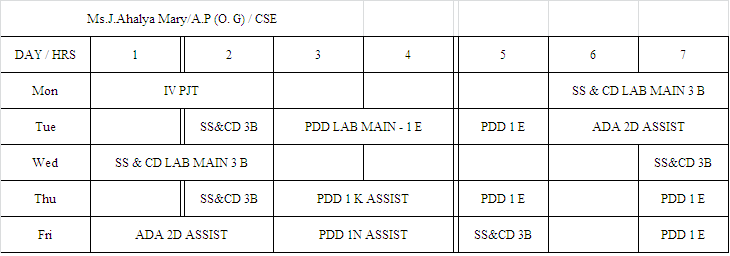 Ms.J.Ahalya Mary/A.P (O. G) / CSE
DAY / HRS 1 2 3 4 5 6 7
Mon IV PJT SS & CD LAB MAIN 3 B
Tue SS&CD 3B PDD LAB MAIN - 1 E PDD 1 E ADA 2D ASSIST
Wed SS & CD LAB MAIN 3 B SS&CD 3B
Thu SS&CD 3B PDD 1 K ASSIST PDD 1 E PDD 1 E
Fri ADA 2D ASSIST PDD 1N ASSIST SS&CD 3B PDD 1 E